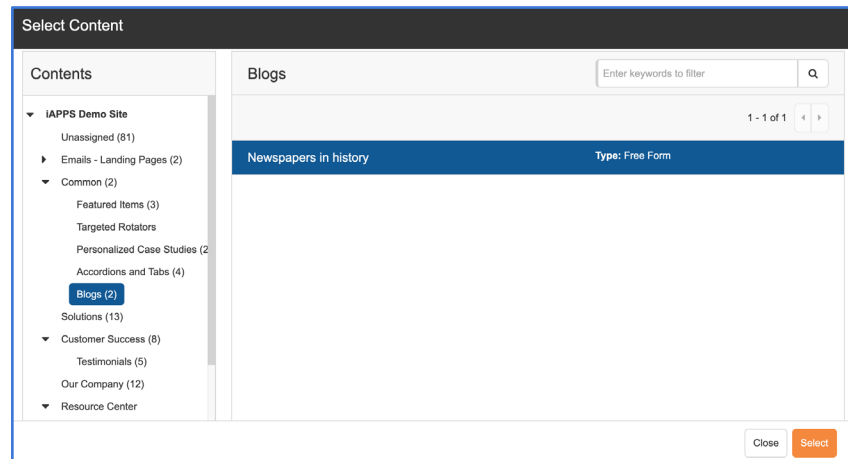 Select Content
Contents
iAPPS Demo Site
Unassigned (81)
Emails - Landing Pages (2)
Common (2)
Featured Items (3)
Targeted Rotators
Personalized Case Studies (2
Accordions and Tabs (4)
Blogs (2)
Solutions (13)
Customer Success (8)
Testimonials (5)
Our Company (12)
Resource Center
Blogs
Enter keywords to filter
1 - 1 of 1
Newspapers in history
Type: Free Form
Close
Select